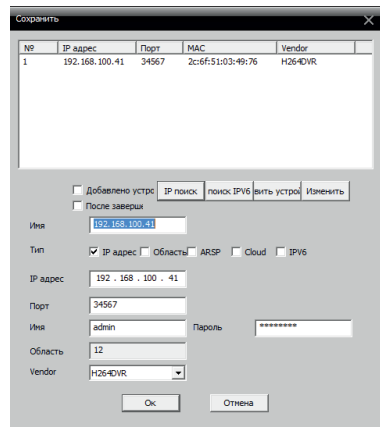 Сохранить
№ IP адрес Порт MAC Vendor
1 192.168.100.41 34567 2c:6f:51:03:49:76 H264DVR
Добавлено устрс IP поиск поиск IPV6 вить устрой Изменить
После заверши
Имя 192.168.100.41
Тип IP адрес Область ARSP Cloud IPV6
IP адрес 192 . 168 . 100 . 41
Порт 34567
Имя admin Пароль ********
Область 12
Vendor H264DVR
Ок Отмена